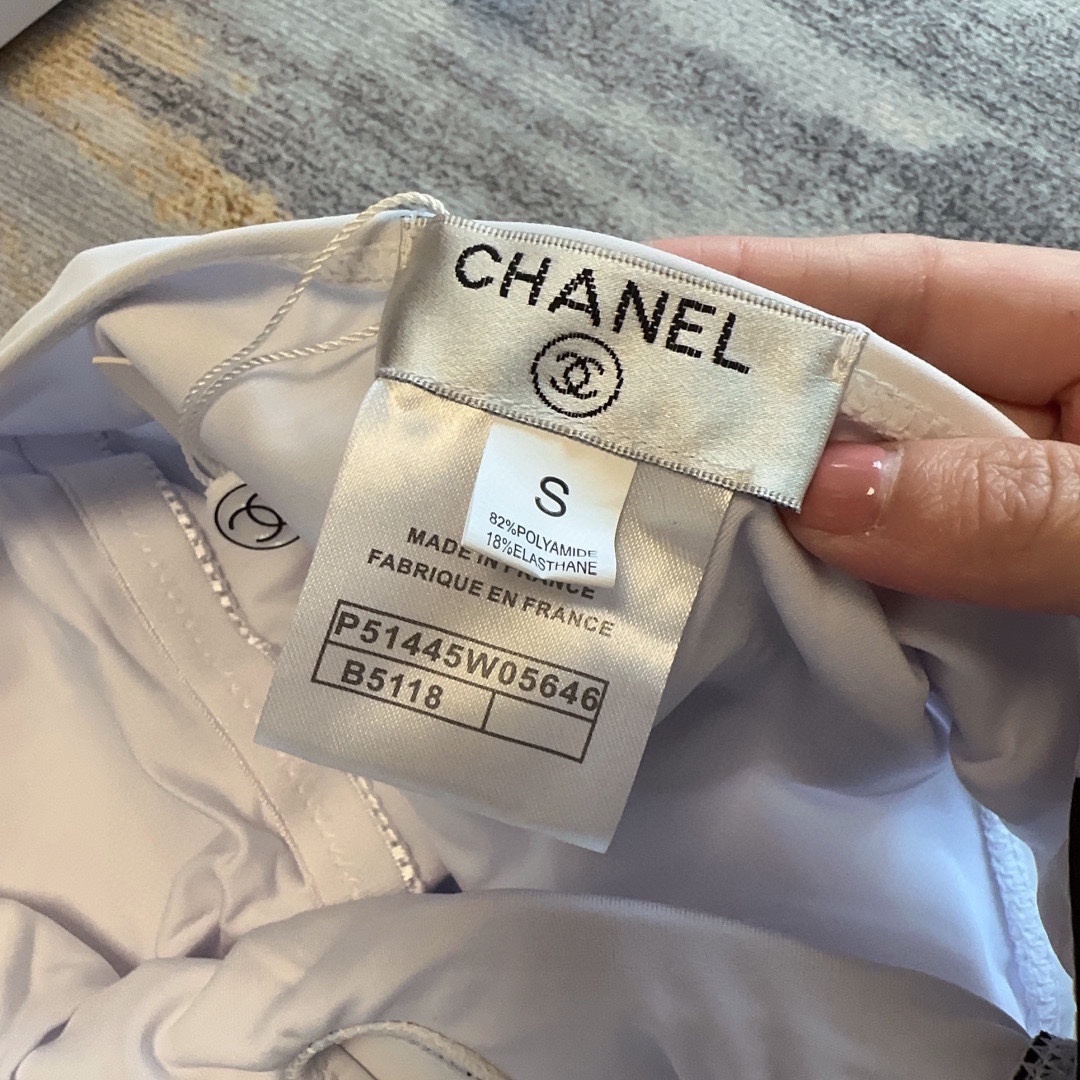 CHANEL
S
82%POLYAMIDE
18%ELASTHANE
MADE IN FRANCE
FABRIQUE EN FRANCE
P51445W05646
B5118